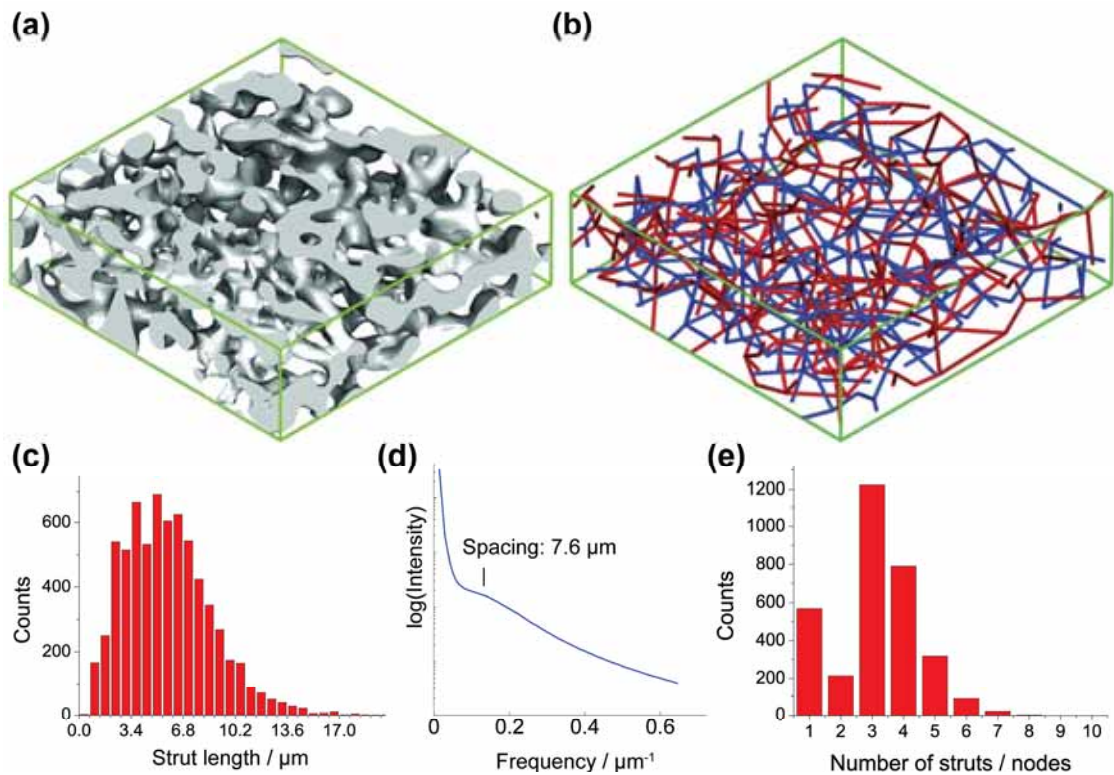 (a)
(b)
(c)
600
400
200
0
Counts
0.0 3.4 6.8 10.2 13.6 17.0
Strut length / µm
(d)
log(Intensity)
Spacing: 7.6 µm
0 0.2 0.4 0.6
Frequency / µm⁻¹
(e)
1200
1000
800
600
400
200
0
Counts
1 2 3 4 5 6 7 8 9 10
Number of struts / nodes